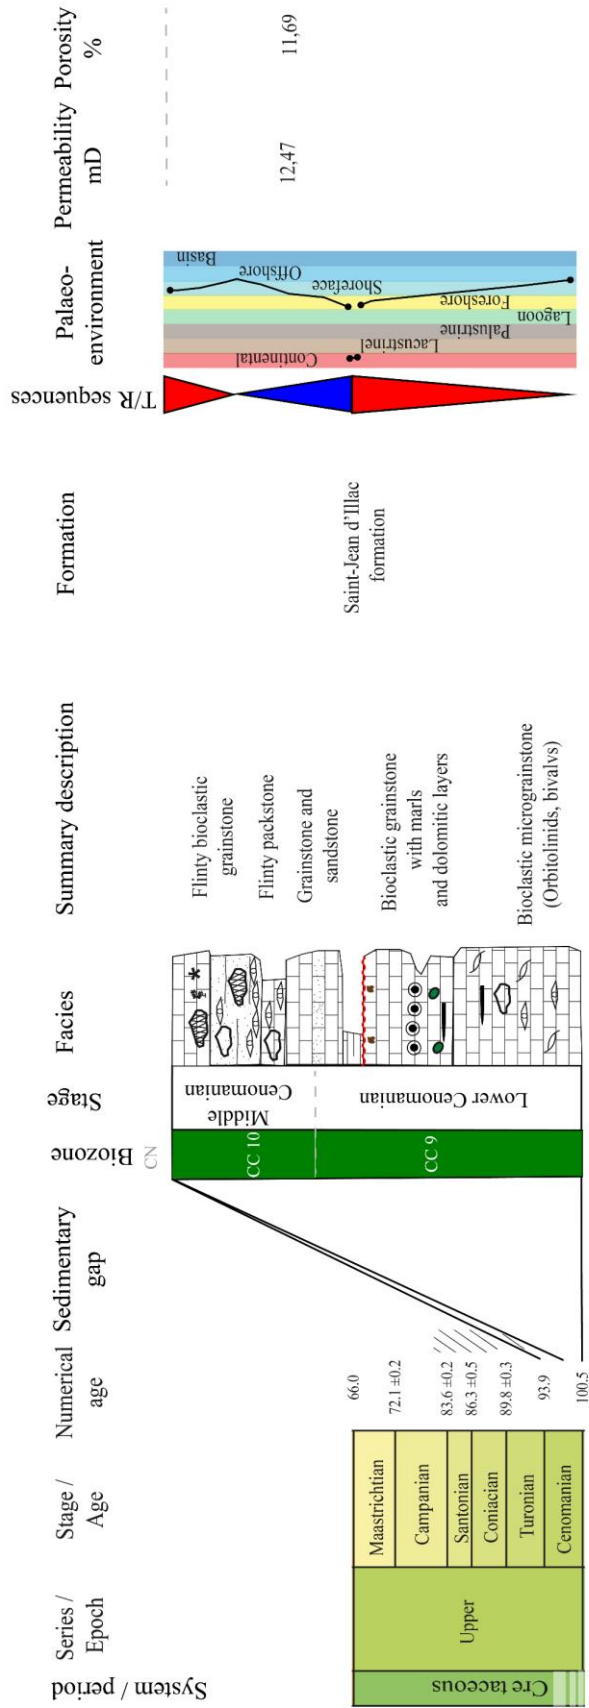 System / period
Series /
Epoch
Stage /
Age
Numerical
age
Sedimentary
gap
Biozone
CN
Stage
Facies
Summary description
Formation
T/R sequences
Palaeo-
environment
Permeability
mD
Porosity
%
Cre taceous
Upper
Maastrichtian
Campanian
Santonian
Coniacian
Turonian
Cenomanian
66.0
72.1 ±0.2
83.6 ±0.2
86.3 ±0.5
89.8 ±0.3
93.9
100.5
CC 10
CC 9
Middle
Cenomanian
Lower Cenomanian
Flinty bioclastic
grainstone
Flinty packstone
Grainstone and
sandstone
Bioclastic grainstone
with marls
and dolomitic layers
Bioclastic micrograinstone
(Orbitolinids, bivalvs)
Saint-Jean d'Illac
formation
Continental
Lacustrinel
Palustrine
Lagoon
Foreshore
Shoreface
Offshore
Basin
12,47
11,69